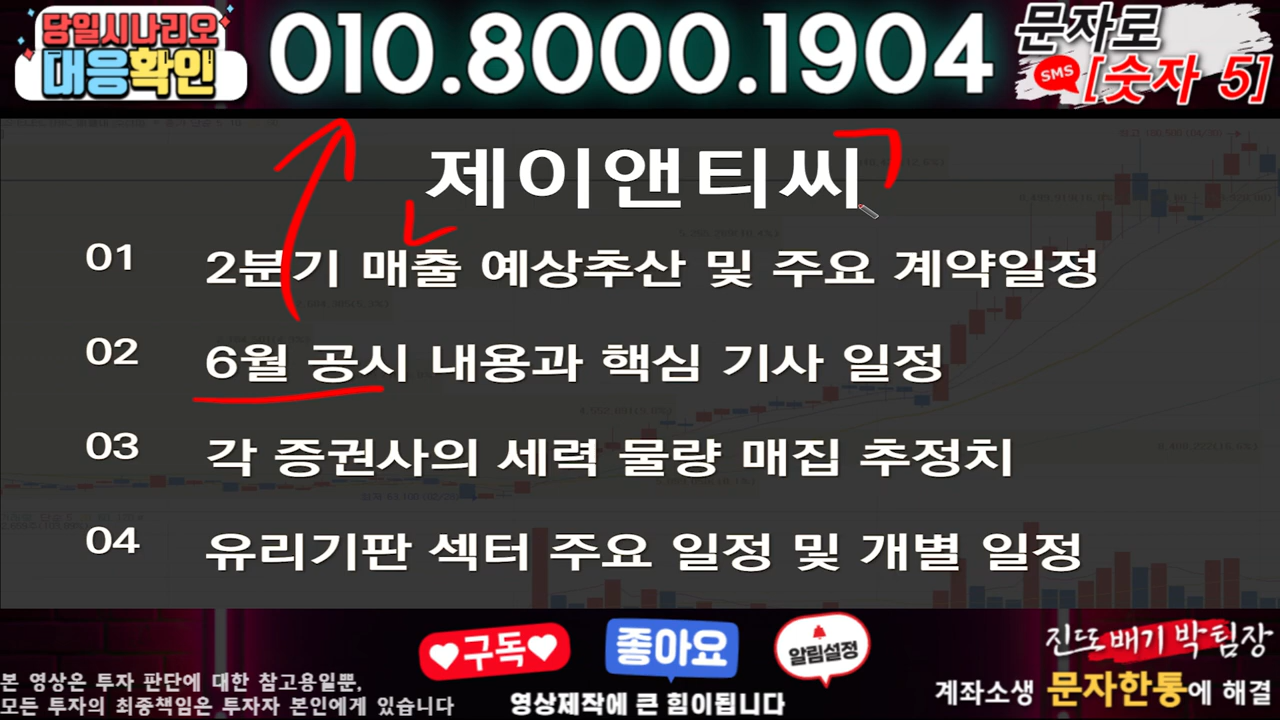 당일시나리오
대응확인
010.8000.1904
문자로
SMS
[숫자 5]
제이앤티씨
01
2분기 매출 예상추산 및 주요 계약일정
02
6월 공시 내용과 핵심 기사 일정
03
각 증권사의 세력 물량 매집 추정치
04
유리기판 섹터 주요 일정 및 개별 일정
구독
좋아요
알림설정
진또배기 박팀장
본 영상은 투자 판단에 대한 참고용일뿐,
모든 투자의 최종책임은 투자자 본인에게 있습니다
영상제작에 큰 힘이됩니다
계좌소생 문자한통에 해결